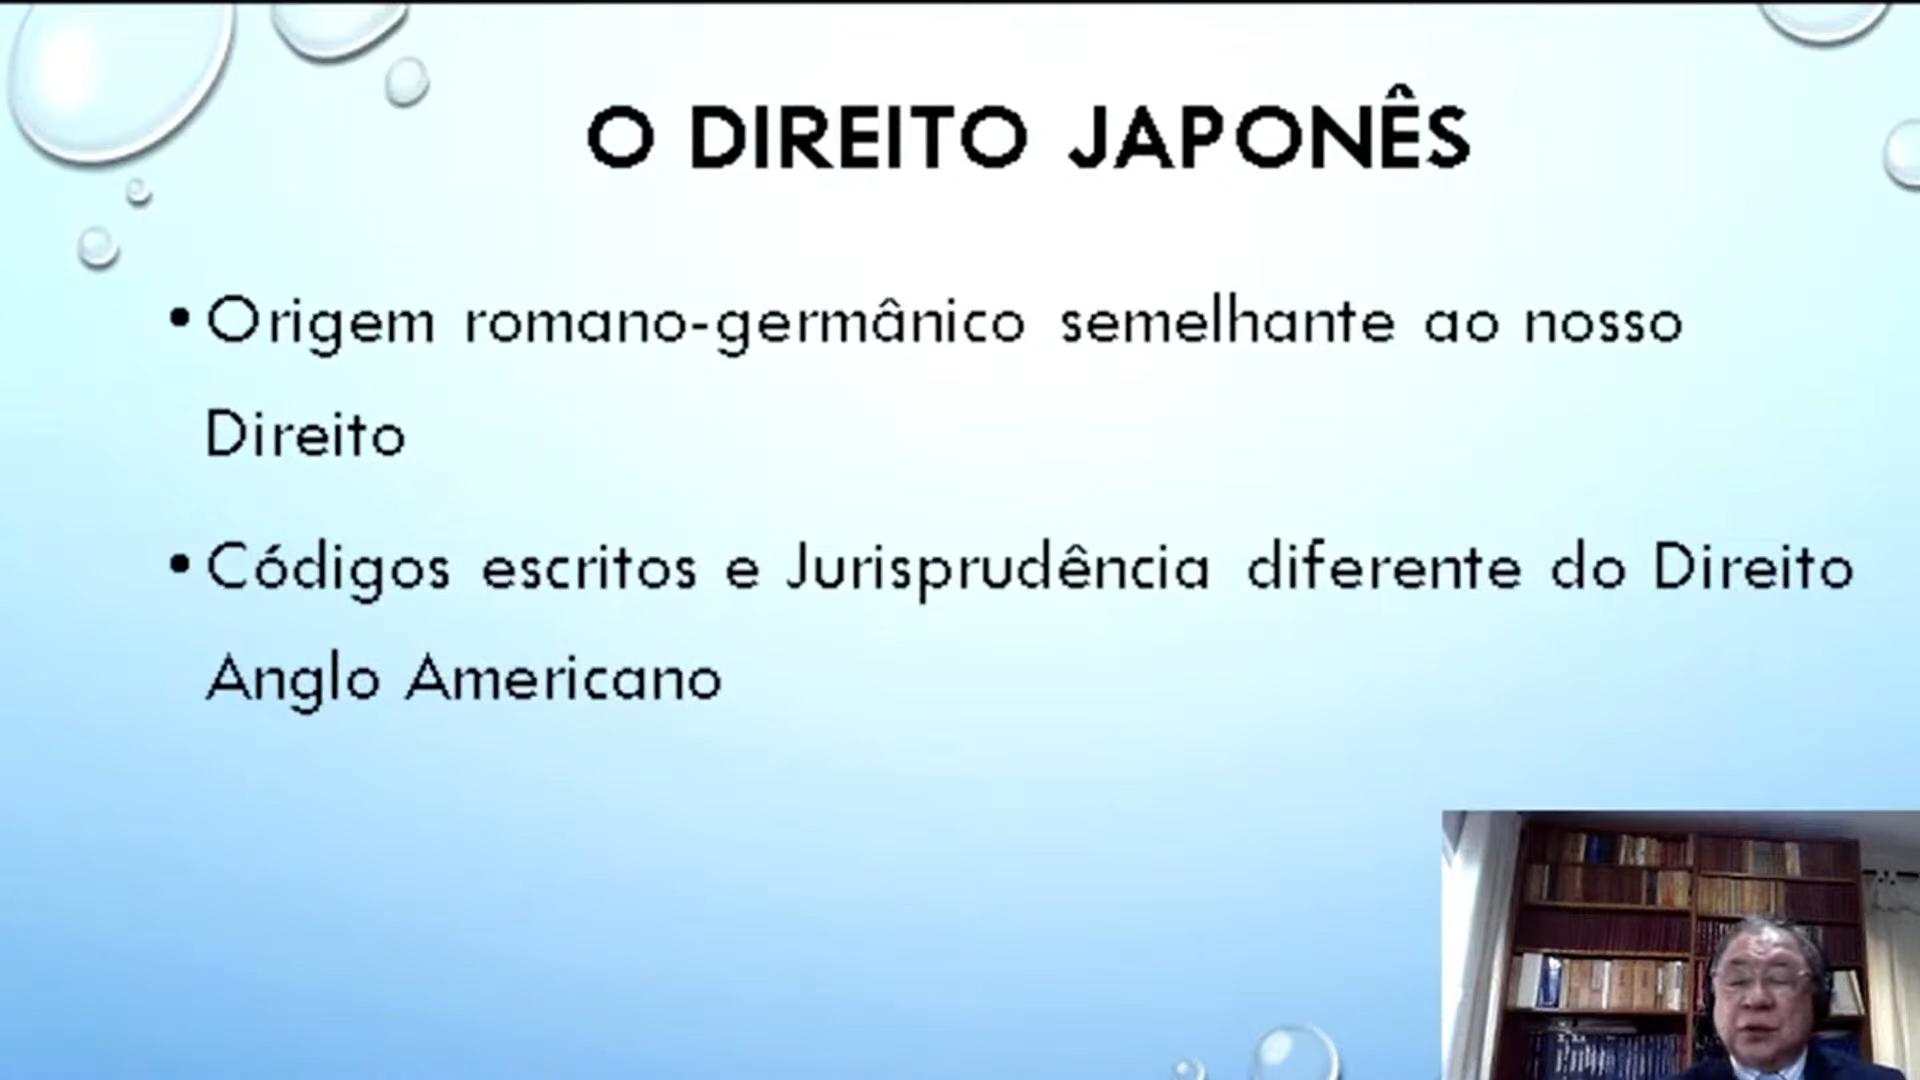 O DIREITO JAPONÊS
• Origem romano-germânico semelhante ao nosso
Direito
• Códigos escritos e Jurisprudência diferente do Direito
Anglo Americano